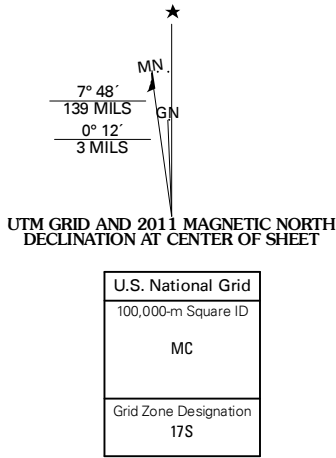 MN
7° 48´
139 MILS
GN
0° 12´
3 MILS
UTM GRID AND 2011 MAGNETIC NORTH
DECLINATION AT CENTER OF SHEET
U.S. National Grid
100,000-m Square ID
MC
Grid Zone Designation
17S